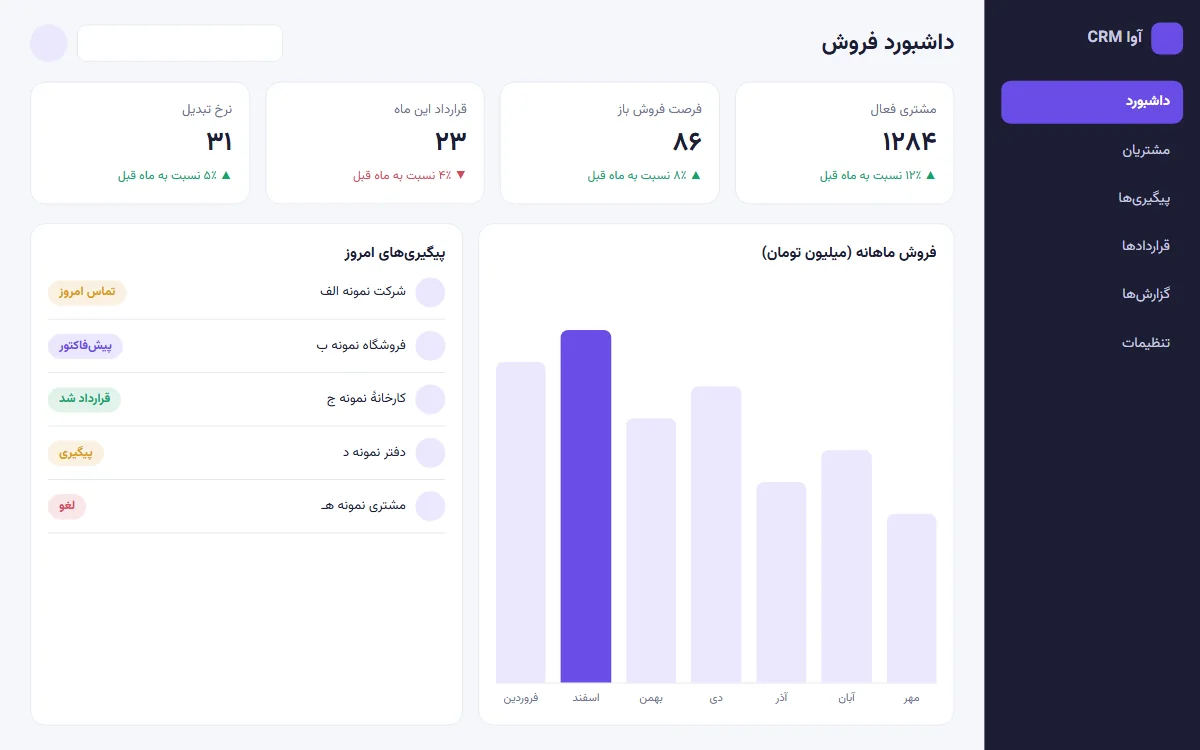 آوا CRM
داشبورد
مشتریان
پیگیری‌ها
قراردادها
گزارش‌ها
تنظیمات
داشبورد فروش
مشتری فعال
۱۲۸۴
▲ ۱۲٪ نسبت به ماه قبل
فرصت فروش باز
۸۶
▲ ۸٪ نسبت به ماه قبل
قرارداد این ماه
۲۳
▼ ۴٪ نسبت به ماه قبل
نرخ تبدیل
۳۱
▲ ۵٪ نسبت به ماه قبل
فروش ماهانه (میلیون تومان)
مهر
آبان
آذر
دی
بهمن
اسفند
فروردین
پیگیری‌های امروز
شرکت نمونه الف
تماس امروز
فروشگاه نمونه ب
پیش‌فاکتور
کارخانهٔ نمونه ج
قرارداد شد
دفتر نمونه د
پیگیری
مشتری نمونه هـ
لغو